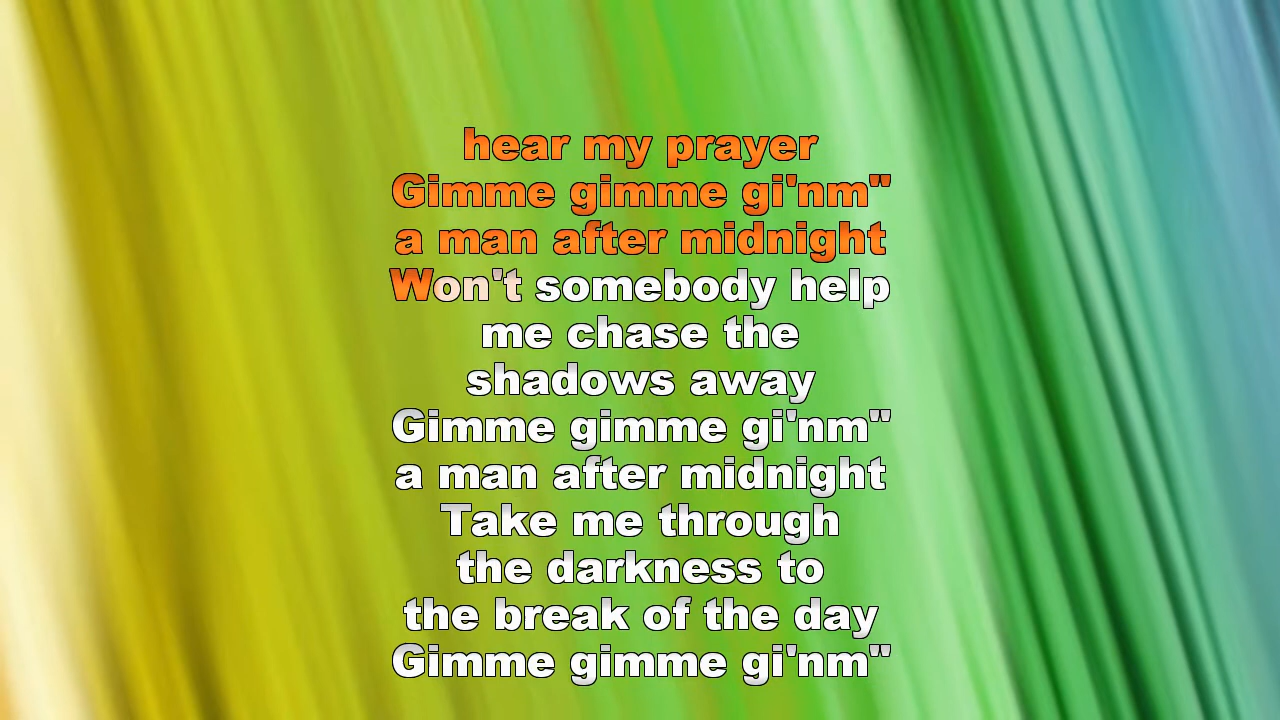 hear my prayer
Gimme gimme gi'nm"
a man after midnight
Won't somebody help
me chase the
shadows away
Gimme gimme gi'nm"
a man after midnight
Take me through
the darkness to
the break of the day
Gimme gimme gi'nm"